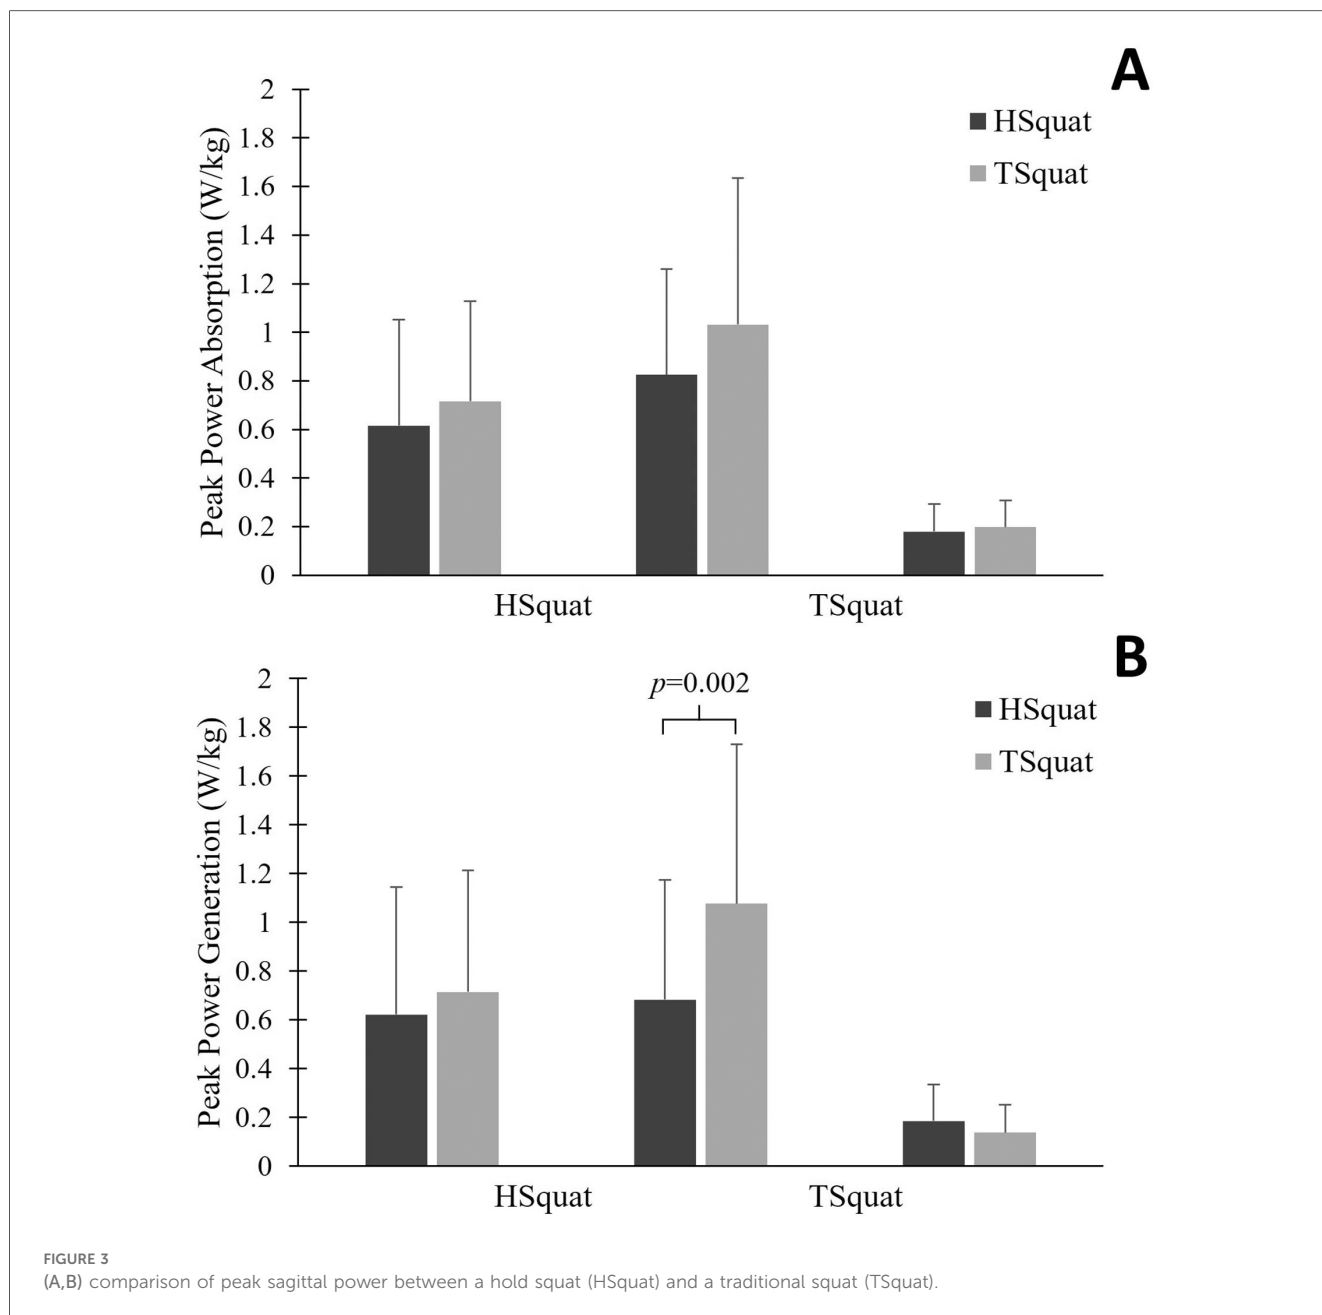 A
2
1.8
1.6
1.4
1.2
1
0.8
0.6
0.4
0.2
0
Peak Power Absorption (W/kg)
HSquat
TSquat
HSquat
TSquat
B
2
1.8
1.6
1.4
1.2
1
0.8
0.6
0.4
0.2
0
Peak Power Generation (W/kg)
p=0.002
HSquat
TSquat
HSquat
TSquat
FIGURE 3
(A,B) comparison of peak sagittal power between a hold squat (HSquat) and a traditional squat (TSquat).